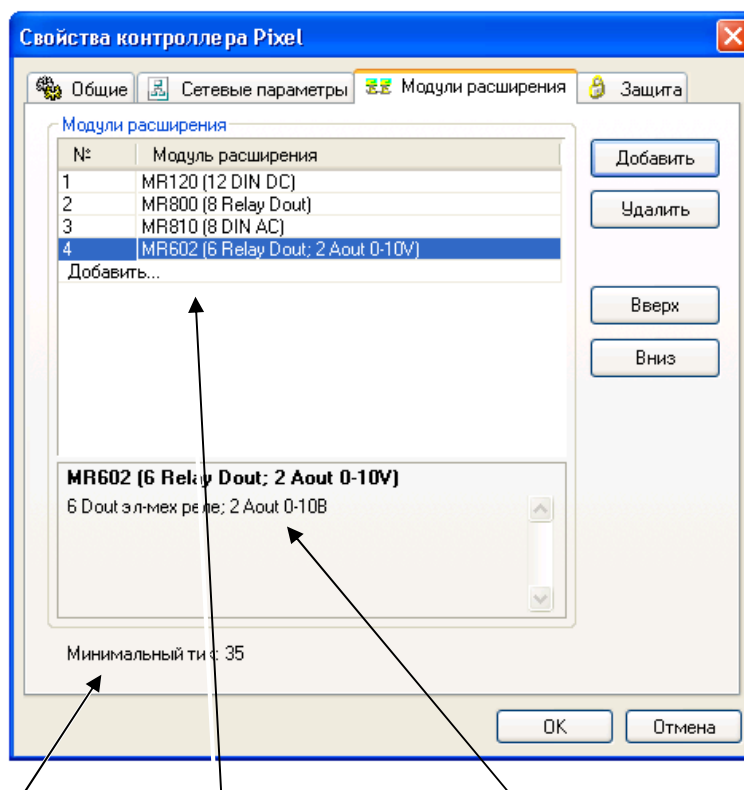 Свойства контроллера Pixel
Общие Сетевые параметры Модули расширения Защита
Модули расширения
№ Модуль расширения
1 MR120 (12 DIN DC)
2 MR800 (8 Relay Dout)
3 MR810 (8 DIN AC)
4 MR602 (6 Relay Dout; 2 Aout 0-10V)
Добавить...
Добавить
Удалить
Вверх
Вниз
MR602 (6 Relay Dout; 2 Aout 0-10V)
6 Dout эл-мех реле; 2 Aout 0-10В
Минимальный 35
OK Отмена